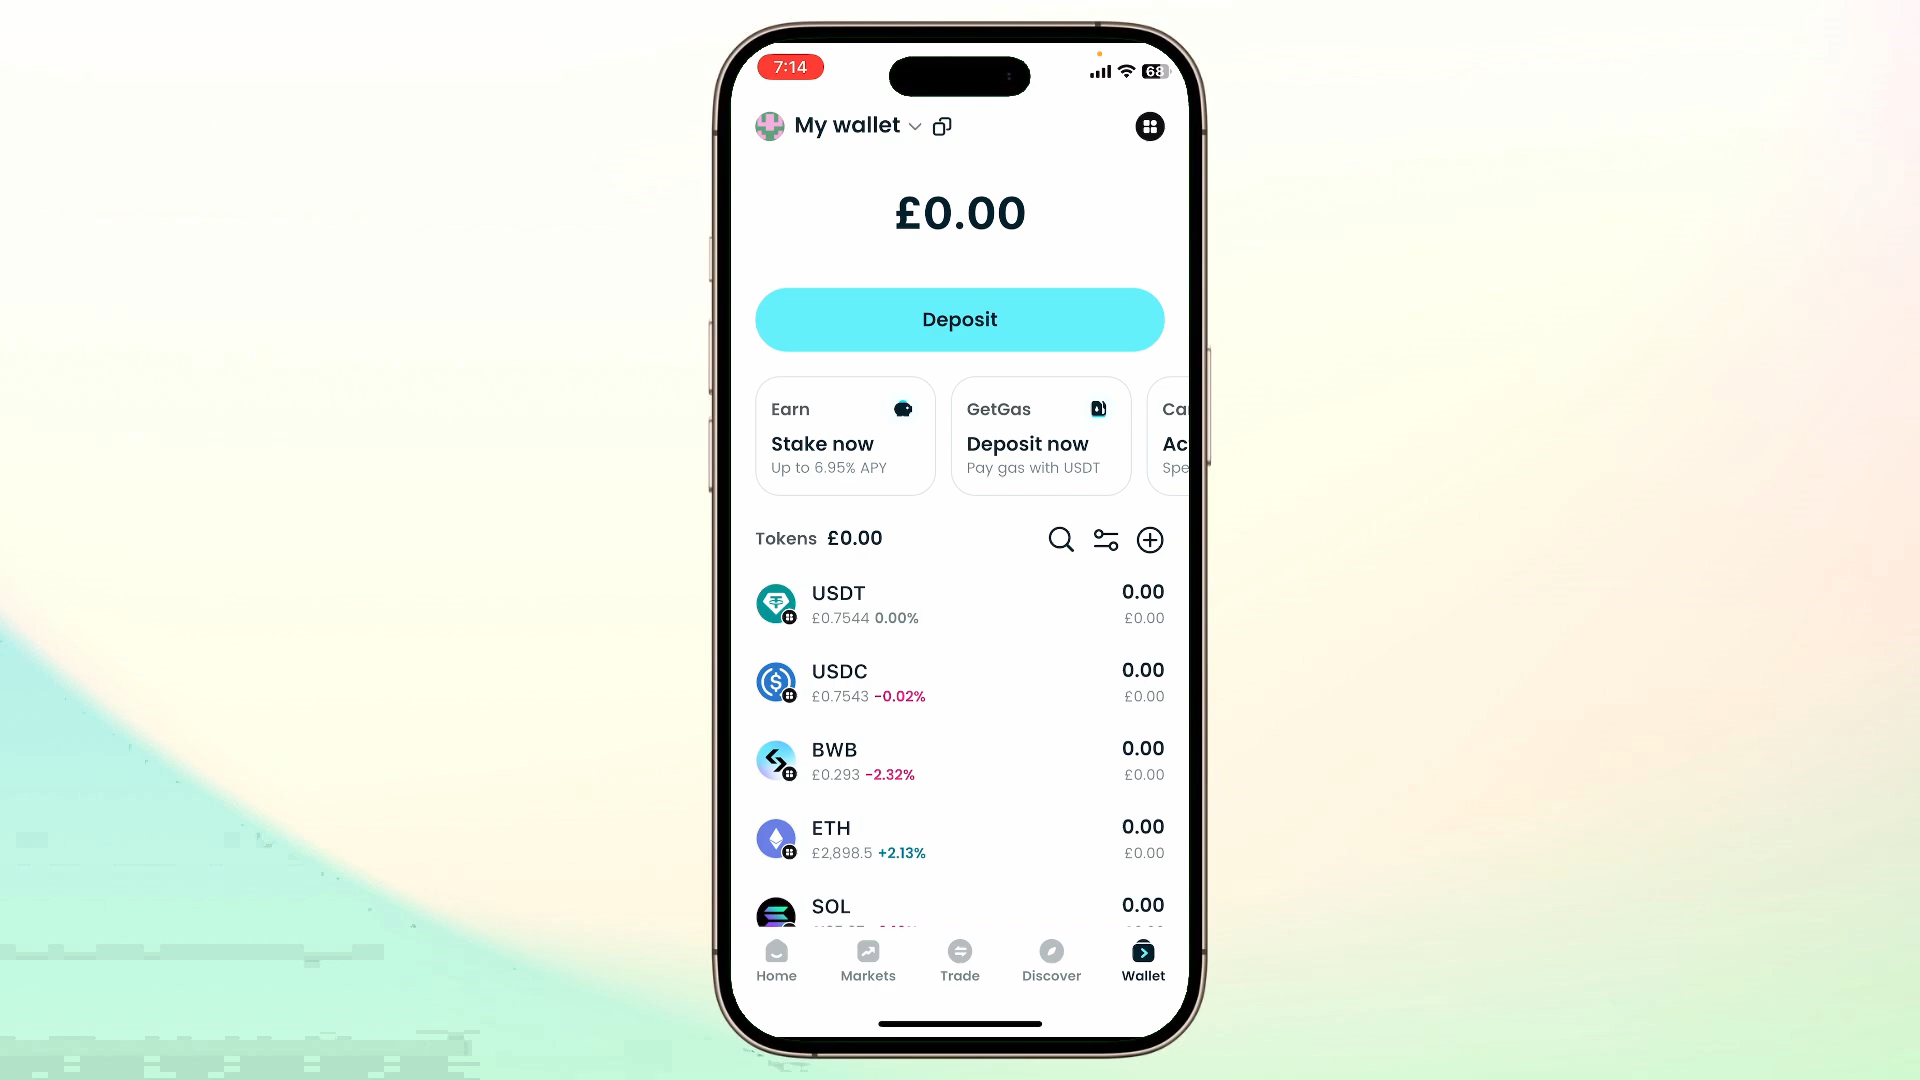 7:14
68
My wallet
£0.00
Deposit
Earn
Stake now
Up to 6.95% APY
GetGas
Deposit now
Pay gas with USDT
Ca
Ac
Spe
Tokens £0.00
USDT 0.00
£0.7544 0.00% £0.00
USDC 0.00
£0.7543 -0.02% £0.00
BWB 0.00
£0.293 -2.32% £0.00
ETH 0.00
£2,898.5 +2.13% £0.00
SOL 0.00
Home Markets Trade Discover Wallet